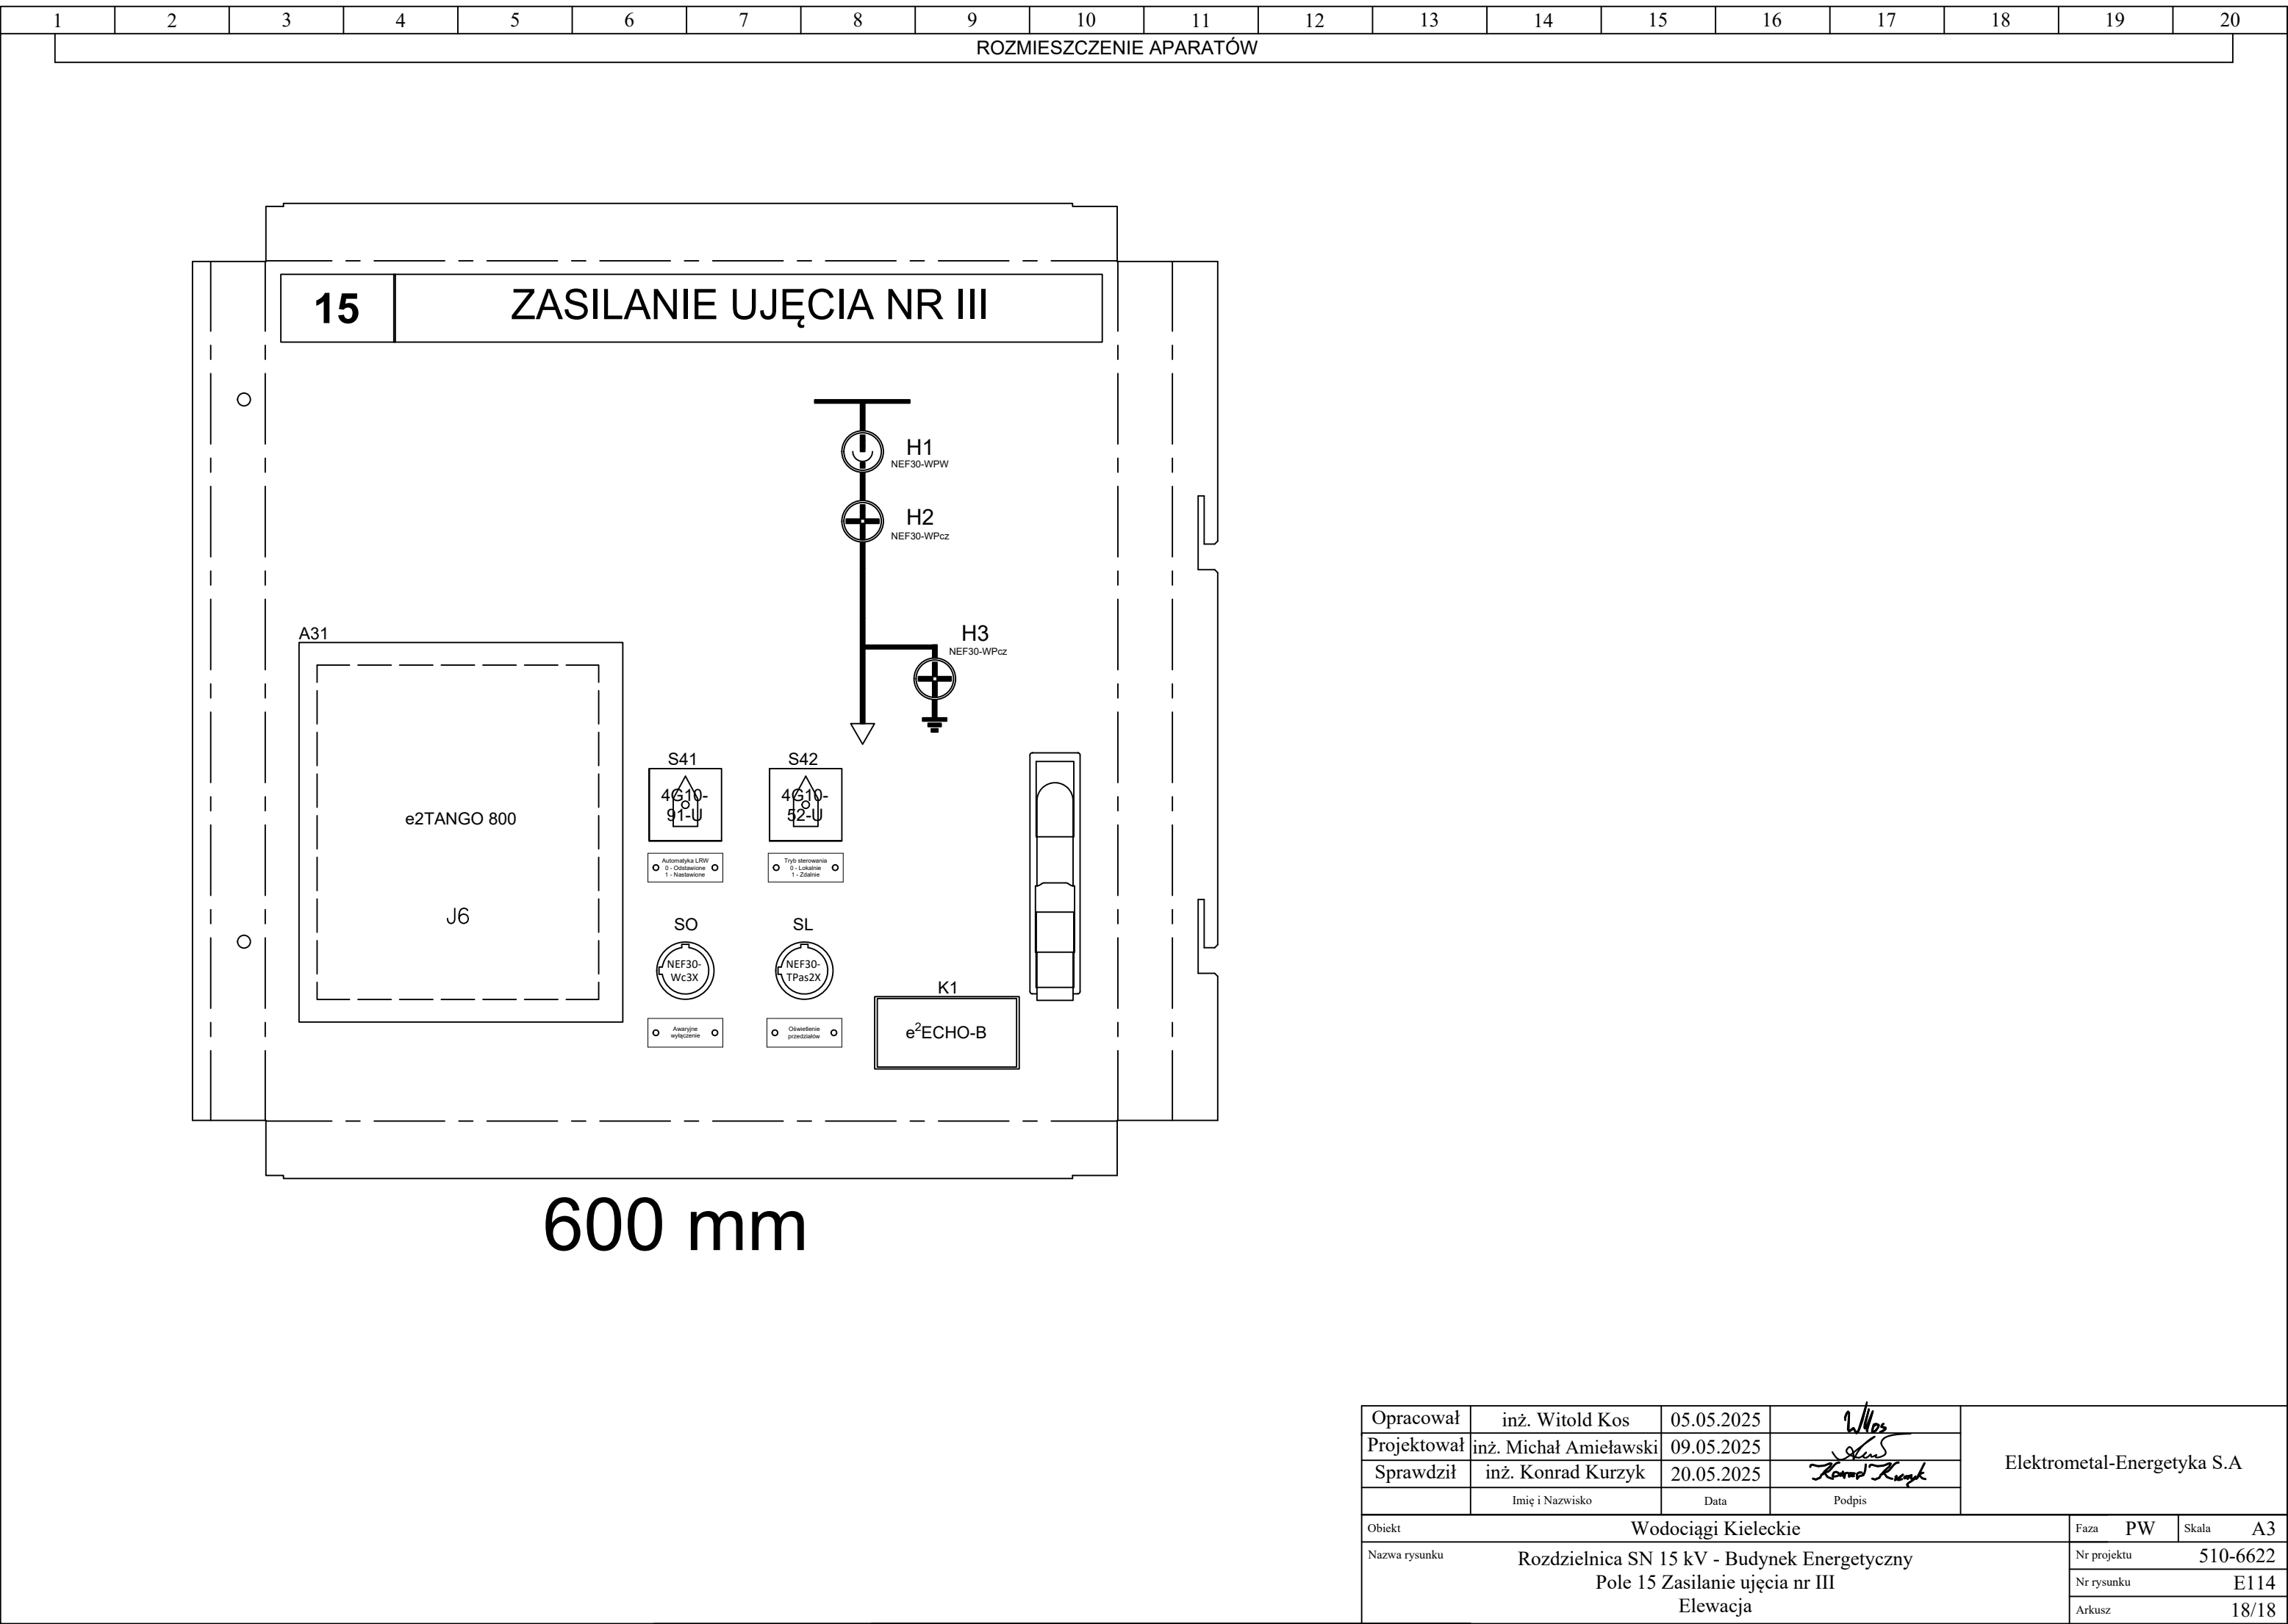 1 2 3 4 5 6 7 8 9 10 11 12 13 14 15 16 17 18 19 20
ROZMIESZCZENIE APARATÓW
15 ZASILANIE UJĘCIA NR III
H1
NEF30-WPW
H2
NEF30-WPcz
H3
NEF30-WPcz
A31
e2TANGO 800
J6
S41
4G10-
91-U
Automatyka LRW
0 - Odstawione
1 - Nastawione
S42
4G10-
52-U
Tryb sterowania
0 - Lokalnie
1 - Zdalnie
SO
NEF30-
Wc3X
Awaryjne
wyłączenie
SL
NEF30-
TPas2X
Oświetlenie
przedziałów
K1
e²ECHO-B
600 mm
Opracował inż. Witold Kos 05.05.2025
Projektował inż. Michał Amieławski 09.05.2025
Sprawdził inż. Konrad Kurzyk 20.05.2025 Konrad Kurzyk
Imię i Nazwisko Data Podpis
Elektrometal-Energetyka S.A
Obiekt Wodociągi Kieleckie
Faza PW Skala A3
Nazwa rysunku
Rozdzielnica SN 15 kV - Budynek Energetyczny
Pole 15 Zasilanie ujęcia nr III
Elewacja
Nr projektu 510-6622
Nr rysunku E114
Arkusz 18/18